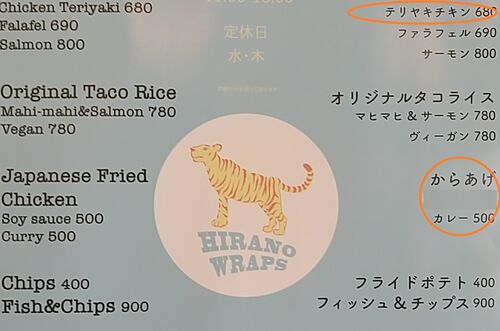 Chicken Teriyaki 680
Falafel 690
Salmon 800
Original Taco Rice
Mahi-mahi&Salmon 780
Vegan 780
Japanese Fried
Chicken
Soy sauce 500
Curry 500
Chips 400
Fish&Chips 900
定休日
水・木
HIRANO
WRAPS
テリヤキチキン 680
ファラフェル 690
サーモン 800
オリジナルタコライス
マヒマヒ&サーモン 780
ヴィーガン 780
からあげ
カレー 500
フライドポテト 400
フィッシュ&チップス 900